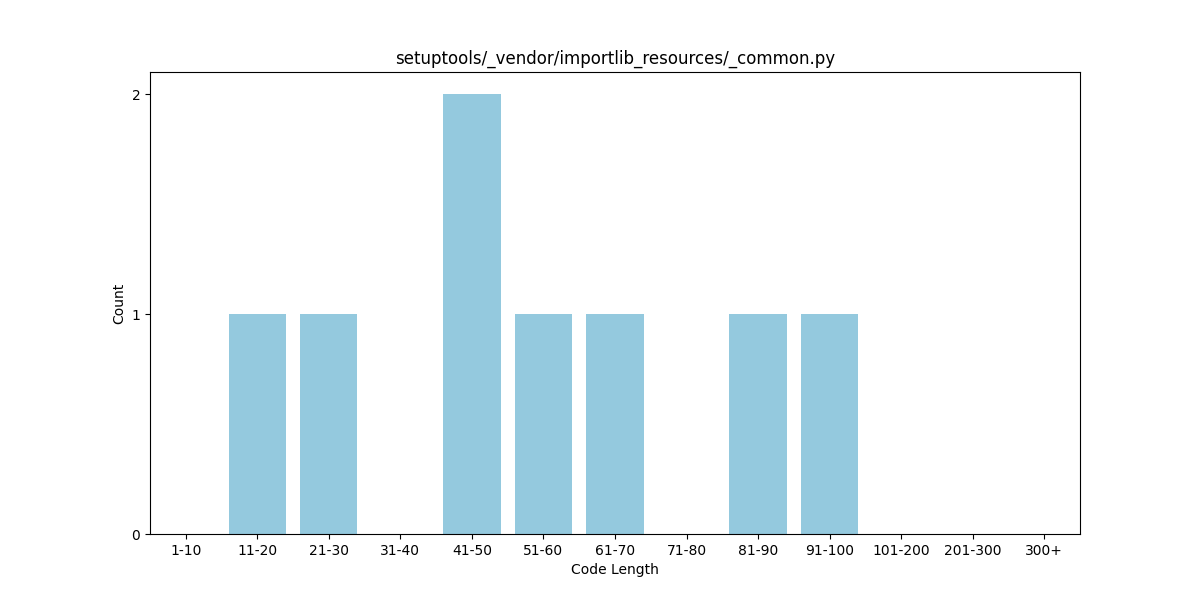 setuptools/_vendor/importlib_resources/_common.py
Count
2
1
0
1-10 11-20 21-30 31-40 41-50 51-60 61-70 71-80 81-90 91-100 101-200 201-300 300+
Code Length